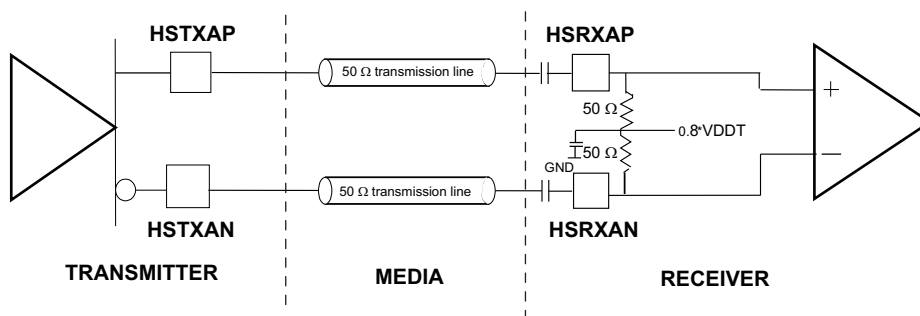 HSTXAP
HSRXAP
50 Ω transmission line
+
50 Ω
0.8*VDDT
50 Ω
GND
50 Ω transmission line
−
HSTXAN
HSRXAN
TRANSMITTER
MEDIA
RECEIVER